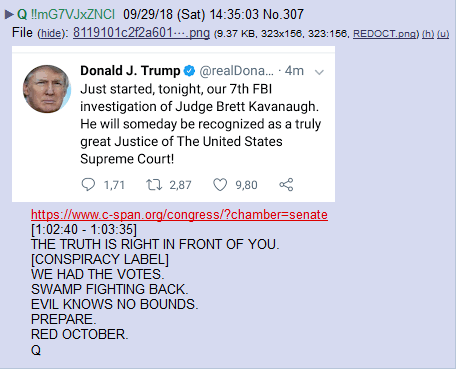 Q !!mG7VJxZNCI 09/29/18 (Sat) 14:35:03 No.307
File (hide): 8119101c2f2a601⋯.png (9.37 KB, 323x156, 323:156, REDOCT.png) (h) (u)
Donald J. Trump @realDona... · 4m
Just started, tonight, our 7th FBI
investigation of Judge Brett Kavanaugh.
He will someday be recognized as a truly
great Justice of The United States
Supreme Court!
1,71 2,87 9,80
https://www.c-span.org/congress/?chamber=senate
[1:02:40 - 1:03:35]
THE TRUTH IS RIGHT IN FRONT OF YOU.
[CONSPIRACY LABEL]
WE HAD THE VOTES.
SWAMP FIGHTING BACK.
EVIL KNOWS NO BOUNDS.
PREPARE.
RED OCTOBER.
Q